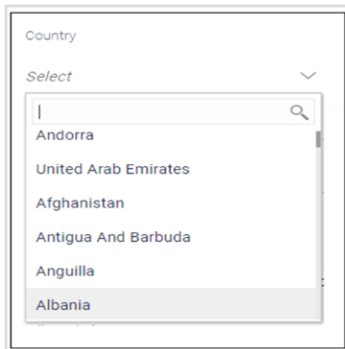 Country
Select
Andorra
United Arab Emirates
Afghanistan
Antigua And Barbuda
Anguilla
Albania